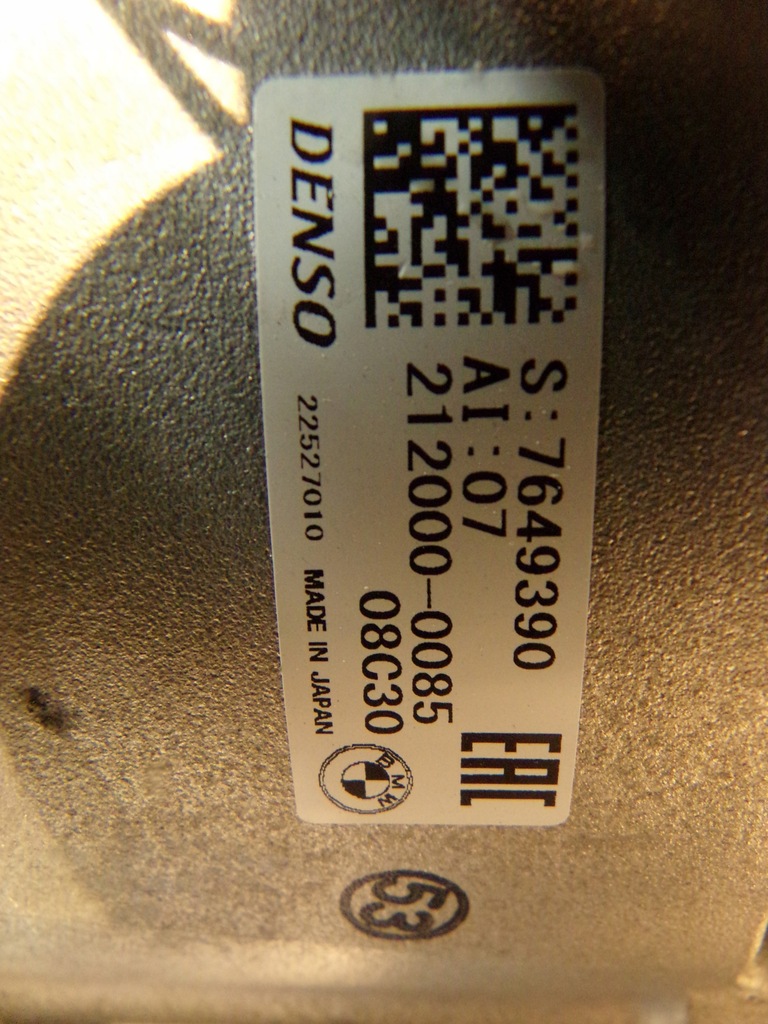 S:7649390
AI:07
212000-0085
08C30
EAC
DENSO
22527010 MADE IN JAPAN
BMW
53